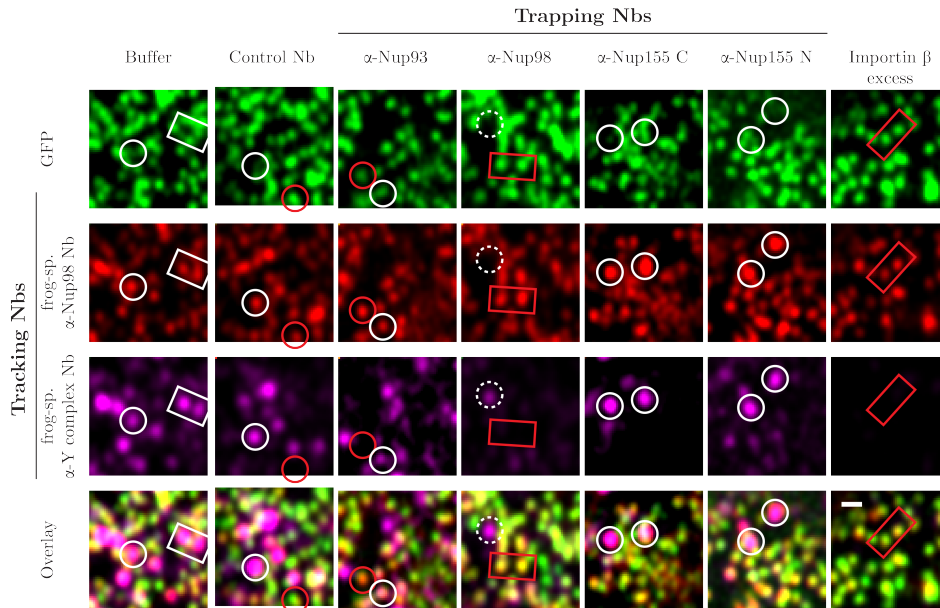 Trapping Nbs
Buffer
Control Nb
α-Nup93
α-Nup98
α-Nup155 C
α-Nup155 N
Importin β
excess
GFP
Tracking Nbs
frog-sp.
α-Nup98 Nb
frog-sp.
α-Y complex Nb
Overlay